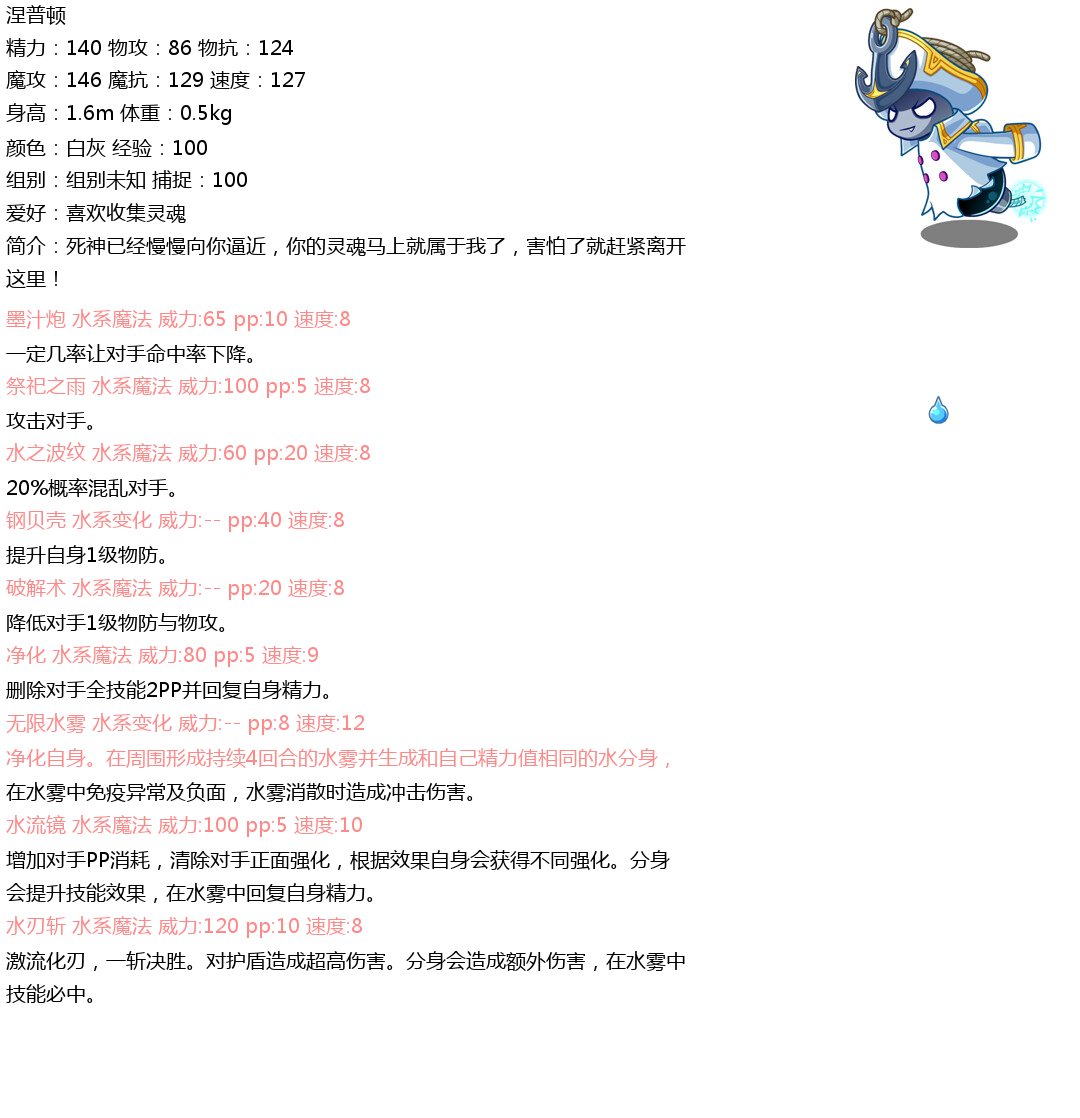 涅普顿
精力：140 物攻：86 物抗：124
魔攻：146 魔抗：129 速度：127
身高：1.6m 体重：0.5kg
颜色：白灰 经验：100
组别：组别未知 捕捉：100
爱好：喜欢收集灵魂
简介：死神已经慢慢向你逼近，你的灵魂马上就属于我了，害怕了就赶紧离开
这里！
墨汁炮 水系魔法 威力:65 pp:10 速度:8
一定几率让对手命中率下降。
祭祀之雨 水系魔法 威力:100 pp:5 速度:8
攻击对手。
水之波纹 水系魔法 威力:60 pp:20 速度:8
20%概率混乱对手。
钢贝壳 水系变化 威力:-- pp:40 速度:8
提升自身1级物防。
破解术 水系魔法 威力:-- pp:20 速度:8
降低对手1级物防与物攻。
净化 水系魔法 威力:80 pp:5 速度:9
删除对手全技能2PP并回复自身精力。
无限水雾 水系变化 威力:-- pp:8 速度:12
净化自身。在周围形成持续4回合的水雾并生成和自己精力值相同的水分身，
在水雾中免疫异常及负面，水雾消散时造成冲击伤害。
水流镜 水系魔法 威力:100 pp:5 速度:10
增加对手PP消耗，清除对手正面强化，根据效果自身会获得不同强化。分身
会提升技能效果，在水雾中回复自身精力。
水刃斩 水系魔法 威力:120 pp:10 速度:8
激流化刃，一斩决胜。对护盾造成超高伤害。分身会造成额外伤害，在水雾中
技能必中。